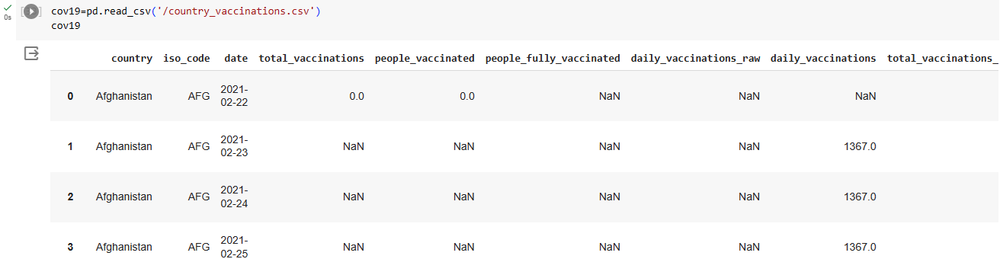 cov19=pd.read_csv('/country_vaccinations.csv')
0s
cov19
country iso_code date total_vaccinations people_vaccinated people_fully_vaccinated daily_vaccinations_raw daily_vaccinations total_vaccinations_
0 Afghanistan AFG 2021-02-22 0.0 0.0 NaN NaN NaN
1 Afghanistan AFG 2021-02-23 NaN NaN NaN NaN 1367.0
2 Afghanistan AFG 2021-02-24 NaN NaN NaN NaN 1367.0
3 Afghanistan AFG 2021-02-25 NaN NaN NaN NaN 1367.0